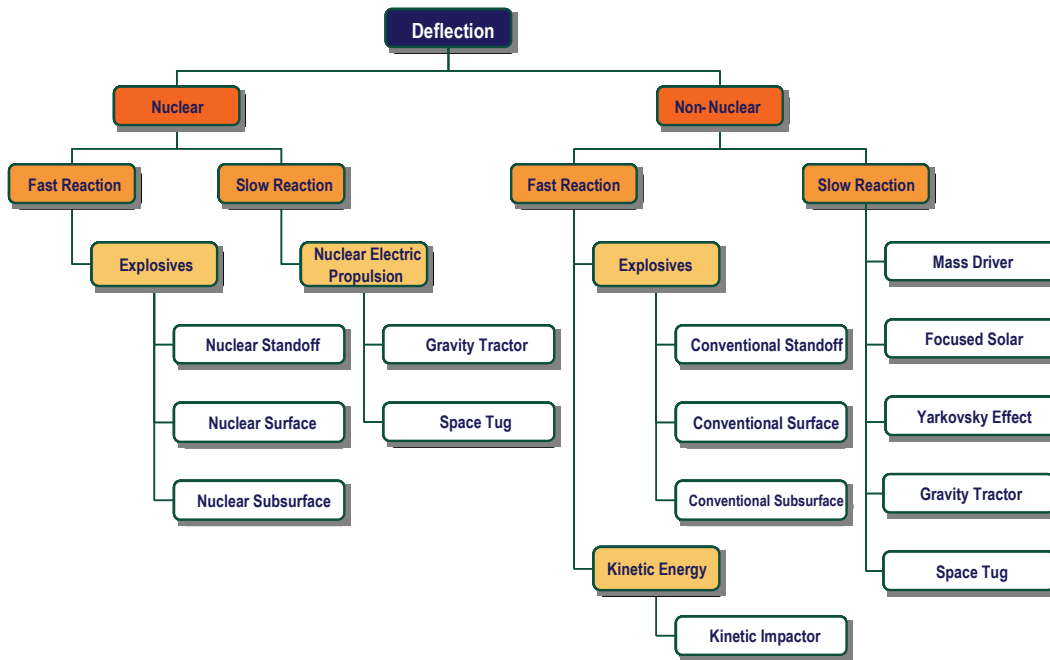 Deflection
Nuclear
Non-Nuclear
Fast Reaction
Slow Reaction
Fast Reaction
Slow Reaction
Explosives
Nuclear Electric
Propulsion
Explosives
Mass Driver
Nuclear Standoff
Gravity Tractor
Conventional Standoff
Focused Solar
Nuclear Surface
Space Tug
Conventional Surface
Yarkovsky Effect
Nuclear Subsurface
Conventional Subsurface
Gravity Tractor
Kinetic Energy
Space Tug
Kinetic Impactor